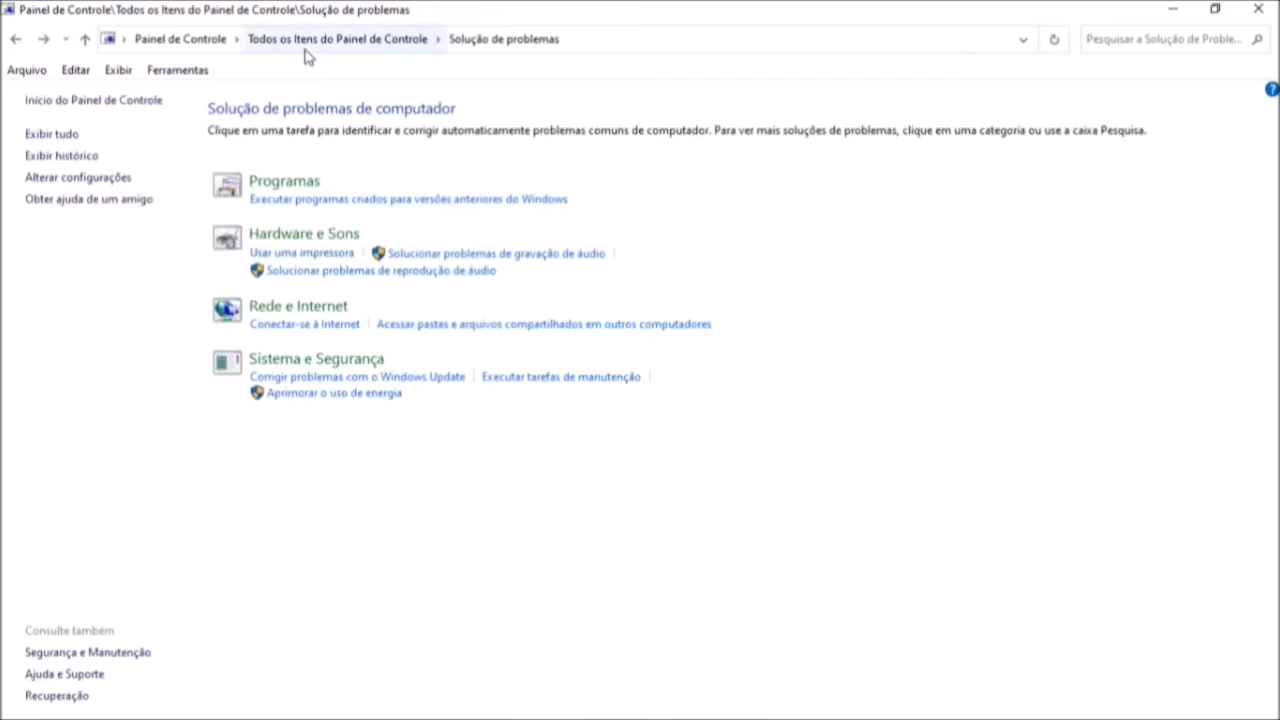 Painel de Controle\Todos os Itens do Painel de Controle\Solução de problemas
Painel de Controle › Todos os Itens do Painel de Controle › Solução de problemas
Pesquisar a Solução de Proble...
Arquivo Editar Exibir Ferramentas
Início do Painel de Controle
Exibir tudo
Exibir histórico
Alterar configurações
Obter ajuda de um amigo
Solução de problemas de computador
Clique em uma tarefa para identificar e corrigir automaticamente problemas comuns de computador. Para ver mais soluções de problemas, clique em uma categoria ou use a caixa Pesquisa.
Programas
Executar programas criados para versões anteriores do Windows
Hardware e Sons
Usar uma impressora | Solucionar problemas de gravação de áudio |
Solucionar problemas de reprodução de áudio
Rede e Internet
Conectar-se à Internet | Acessar pastas e arquivos compartilhados em outros computadores
Sistema e Segurança
Corrigir problemas com o Windows Update | Executar tarefas de manutenção |
Aprimorar o uso de energia
Consulte também
Segurança e Manutenção
Ajuda e Suporte
Recuperação